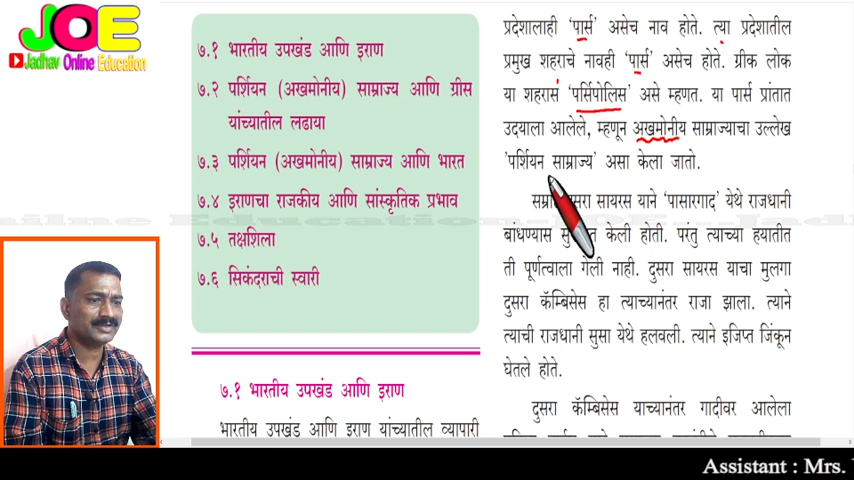 JOE
Jadhav Online Education
७.१ भारतीय उपखंड आणि इराण
७.२ पर्शियन (अखमोनीय) साम्राज्य आणि ग्रीस
यांच्यातील लढाया
७.३ पर्शियन (अखमोनीय) साम्राज्य आणि भारत
७.४ इराणचा राजकीय आणि सांस्कृतिक प्रभाव
७.५ तक्षशिला
७.६ सिकंदराची स्वारी
७.१ भारतीय उपखंड आणि इराण
भारतीय उपखंड आणि इराण यांच्यातील व्यापारी
प्रदेशालाही ‘पार्स’ असेच नाव होते. त्या प्रदेशातील
प्रमुख शहराचे नावही ‘पार्स’ असेच होते. ग्रीक लोक
या शहरास ‘पर्सिपोलिस’ असे म्हणत. या पार्स प्रांतात
उदयाला आलेले, म्हणून अखमोनीय साम्राज्याचा उल्लेख
‘पर्शियन साम्राज्य’ असा केला जातो.
सम्रा सरा सायरस याने ‘पासारगाद’ येथे राजधानी
बांधण्यास सु त केली होती. परंतु त्याच्या हयातीत
ती पूर्णत्वाला गेली नाही. दुसरा सायरस याचा मुलगा
दुसरा कॅम्बिसेस हा त्याच्यानंतर राजा झाला. त्याने
त्याची राजधानी सुसा येथे हलवली. त्याने इजिप्त जिंकून
घेतले होते.
दुसरा कॅम्बिसेस याच्यानंतर गादीवर आलेला
Assistant : Mrs.